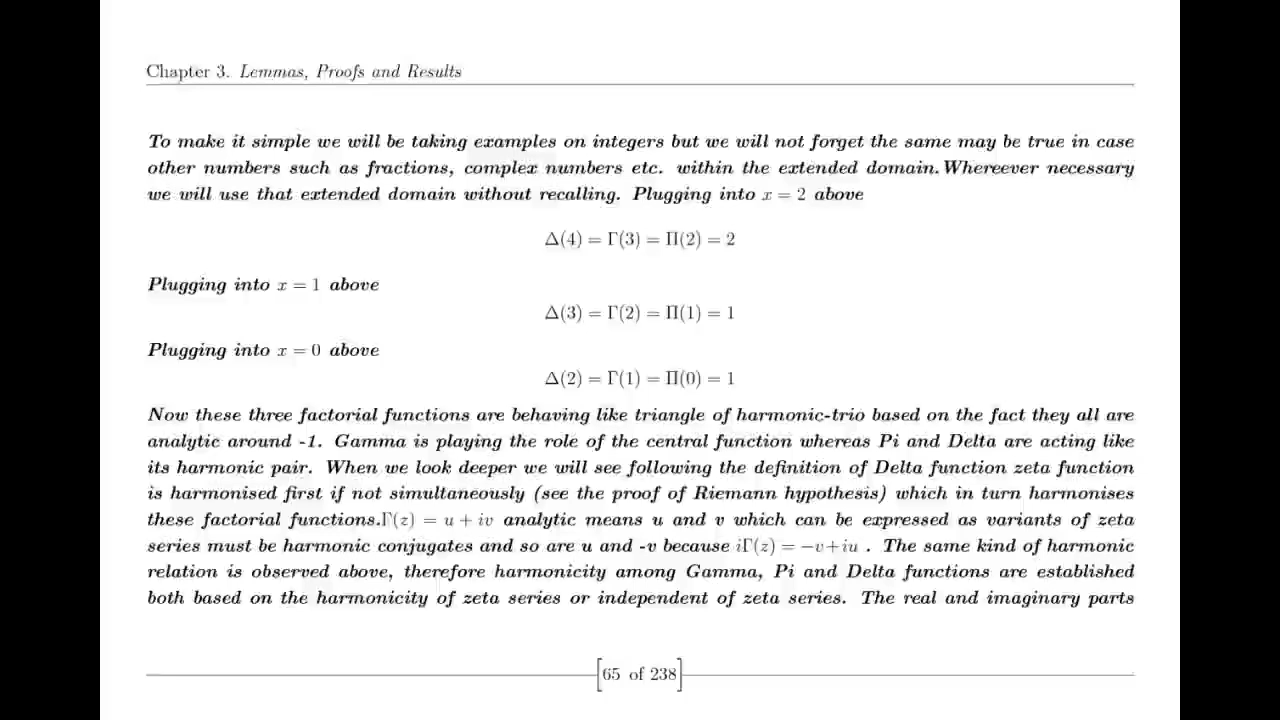 Chapter 3. Lemmas, Proofs and Results
To make it simple we will be taking examples on integers but we will not forget the same may be true in case
other numbers such as fractions, complex numbers etc. within the extended domain.Whereever necessary
we will use that extended domain without recalling. Plugging into x = 2 above
Δ(4) = Γ(3) = Π(2) = 2
Plugging into x = 1 above
Δ(3) = Γ(2) = Π(1) = 1
Plugging into x = 0 above
Δ(2) = Γ(1) = Π(0) = 1
Now these three factorial functions are behaving like triangle of harmonic-trio based on the fact they all are
analytic around -1. Gamma is playing the role of the central function whereas Pi and Delta are acting like
its harmonic pair. When we look deeper we will see following the definition of Delta function zeta function
is harmonised first if not simultaneously (see the proof of Riemann hypothesis) which in turn harmonises
these factorial functions.Γ(z) = u + iv analytic means u and v which can be expressed as variants of zeta
series must be harmonic conjugates and so are u and -v because iΓ(z) = −v+iu . The same kind of harmonic
relation is observed above, therefore harmonicity among Gamma, Pi and Delta functions are established
both based on the harmonicity of zeta series or independent of zeta series. The real and imaginary parts
[65 of 238]